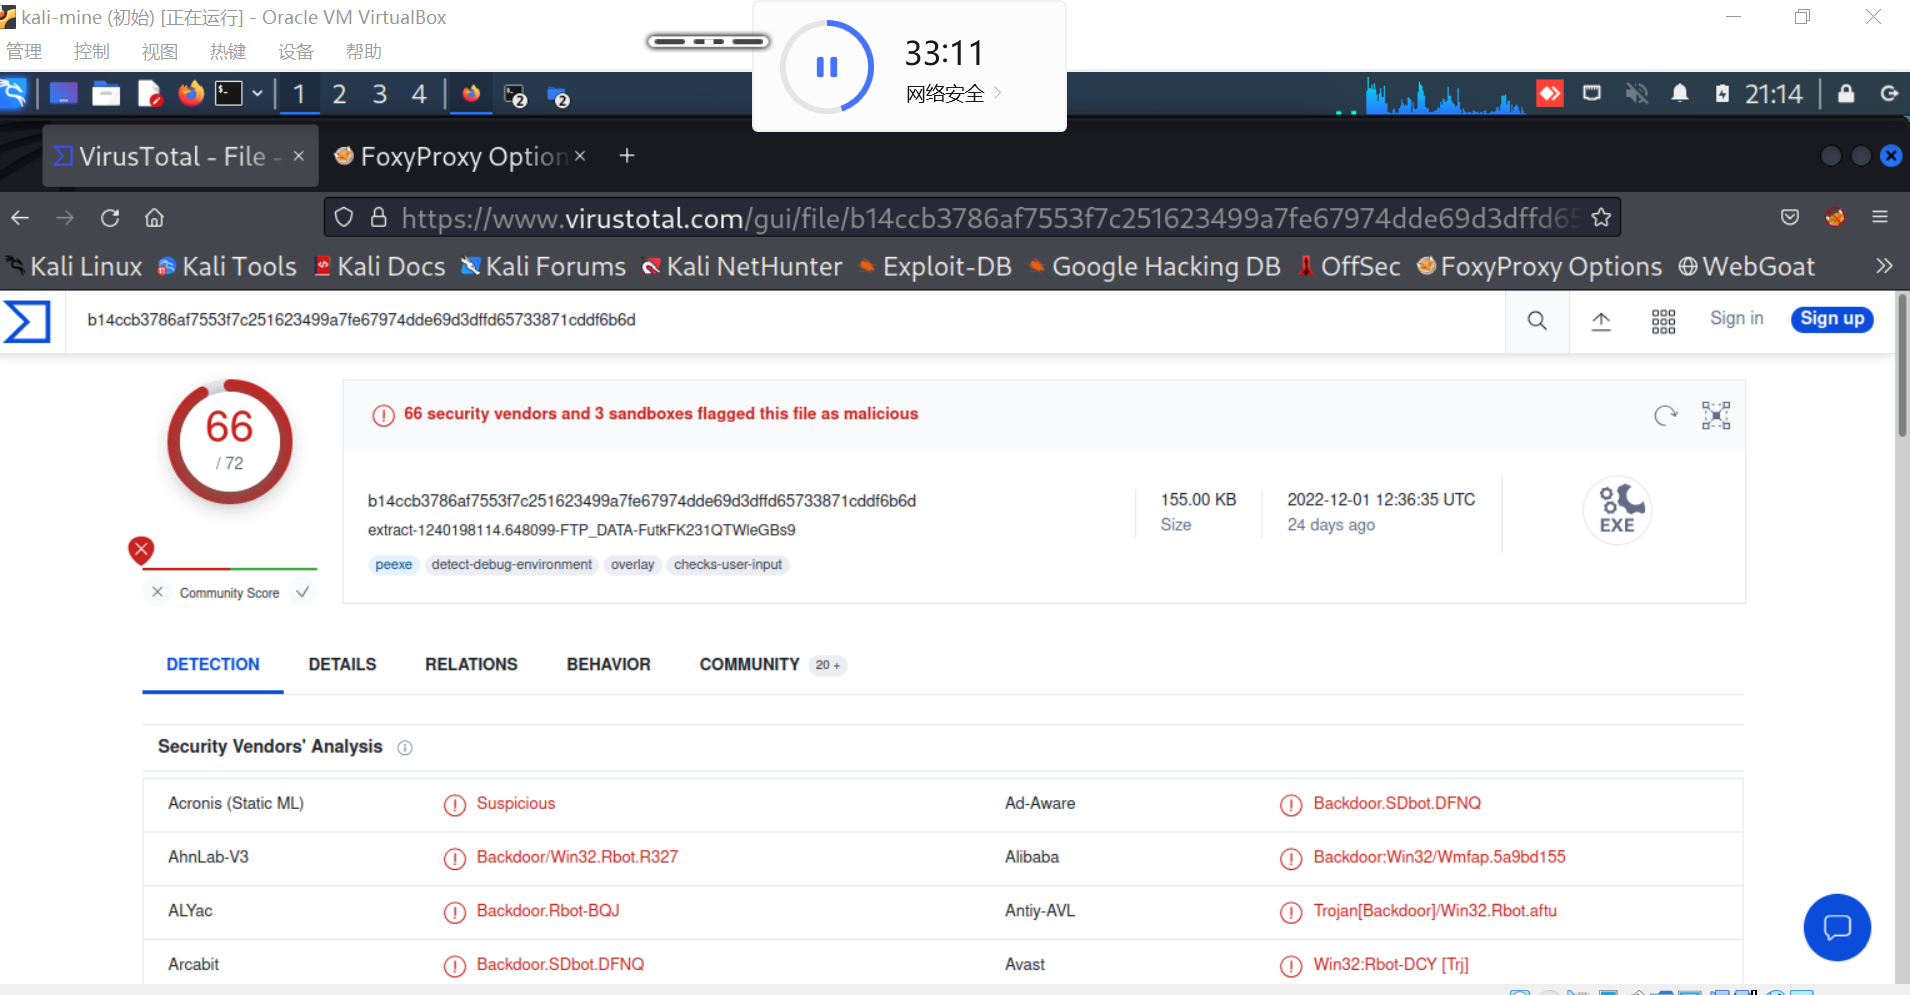 kali-mine (初始) [正在运行] - Oracle VM VirtualBox
管理 控制 视图 热键 设备 帮助
33:11
网络安全
1 2 3 4 2 2 21:14
VirusTotal - File - FoxyProxy Option
https://www.virustotal.com/gui/file/b14ccb3786af7553f7c251623499a7fe67974dde69d3dffd65
Kali Linux Kali Tools Kali Docs Kali Forums Kali NetHunter Exploit-DB Google Hacking DB OffSec FoxyProxy Options WebGoat
b14ccb3786af7553f7c251623499a7fe67974dde69d3dffd65733871cddf6b6d Sign in Sign up
66
/ 72
66 security vendors and 3 sandboxes flagged this file as malicious
b14ccb3786af7553f7c251623499a7fe67974dde69d3dffd65733871cddf6b6d
extract-1240198114.648099-FTP_DATA-FutkFK231QTWleGBs9
peexe detect-debug-environment overlay checks-user-input
155.00 KB
Size
2022-12-01 12:36:35 UTC
24 days ago
EXE
Community Score
DETECTION DETAILS RELATIONS BEHAVIOR COMMUNITY 20 +
Security Vendors' Analysis
Acronis (Static ML) Suspicious Ad-Aware Backdoor.SDbot.DFNQ
AhnLab-V3 Backdoor/Win32.Rbot.R327 Alibaba Backdoor:Win32/Wmfap.5a9bd155
ALYac Backdoor.Rbot-BQJ Antiy-AVL Trojan[Backdoor]/Win32.Rbot.aftu
Arcabit Backdoor.SDbot.DFNQ Avast Win32:Rbot-DCY [Trj]